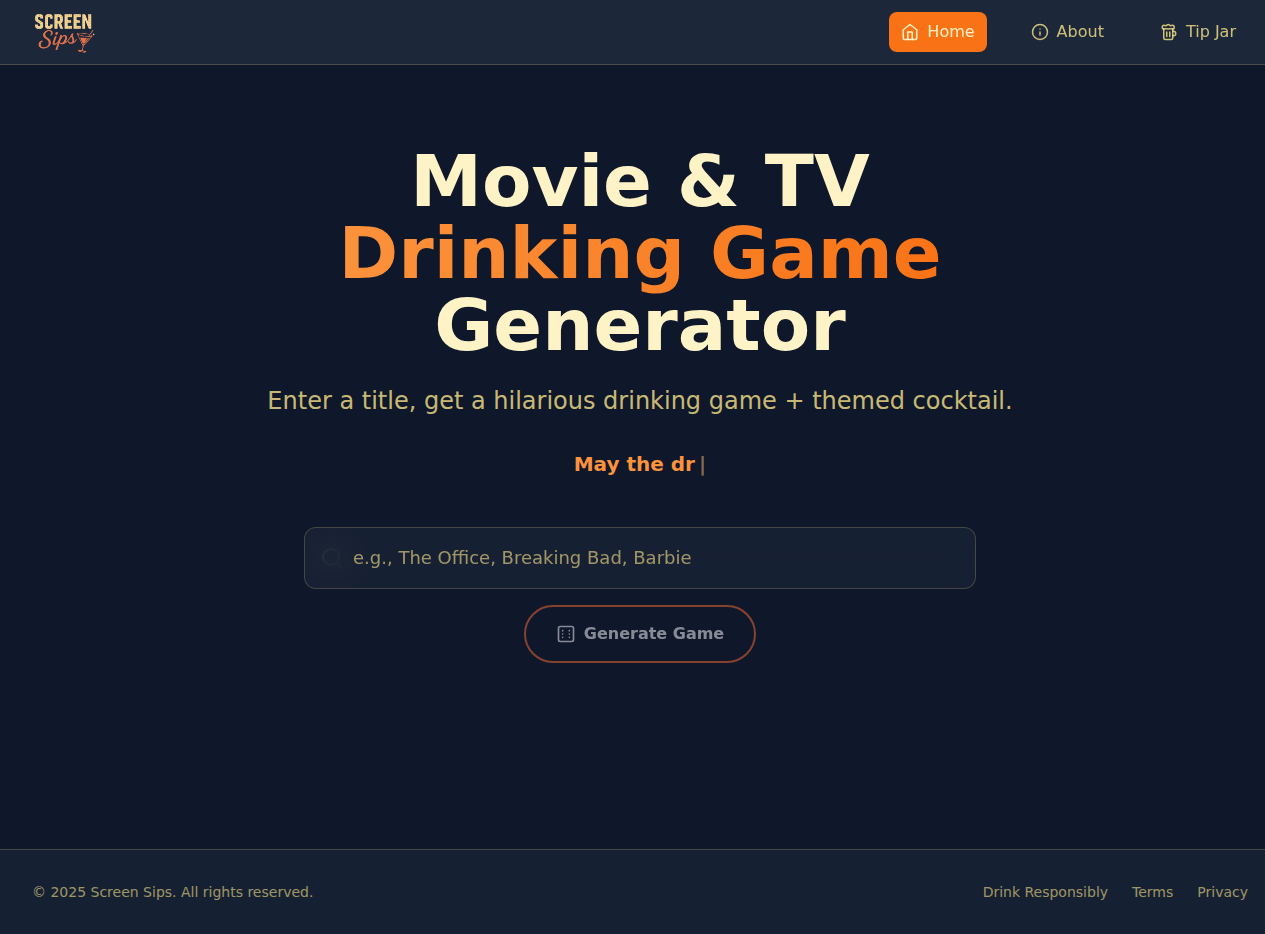 SCREEN
Sips
Home
About
Tip Jar
Movie & TV
Drinking Game
Generator
Enter a title, get a hilarious drinking game + themed cocktail.
May the dr|
e.g., The Office, Breaking Bad, Barbie
Generate Game
© 2025 Screen Sips. All rights reserved.
Drink Responsibly
Terms
Privacy